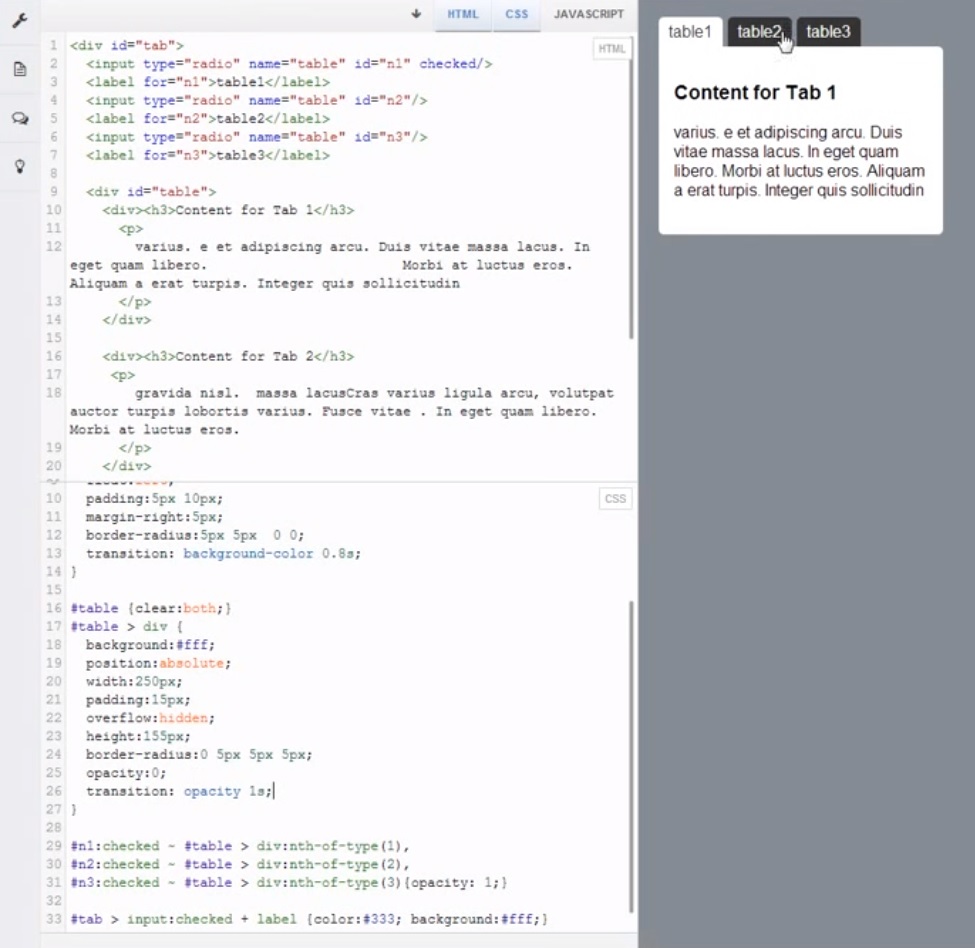 HTML CSS JAVASCRIPT
HTML
1 <div id="tab">
2 <input type="radio" name="table" id="n1" checked/>
3 <label for="n1">table1</label>
4 <input type="radio" name="table" id="n2"/>
5 <label for="n2">table2</label>
6 <input type="radio" name="table" id="n3"/>
7 <label for="n3">table3</label>
8
9 <div id="table">
10 <div><h3>Content for Tab 1</h3>
11 <p>
12 varius. e et adipiscing arcu. Duis vitae massa lacus. In
eget quam libero. Morbi at luctus eros.
Aliquam a erat turpis. Integer quis sollicitudin
13 </p>
14 </div>
15
16 <div><h3>Content for Tab 2</h3>
17 <p>
18 gravida nisl. massa lacusCras varius ligula arcu, volutpat
auctor turpis lobortis varius. Fusce vitae . In eget quam libero.
Morbi at luctus eros.
19 </p>
20 </div>
CSS
10 padding:5px 10px;
11 margin-right:5px;
12 border-radius:5px 5px 0 0;
13 transition: background-color 0.8s;
14 }
15
16 #table {clear:both;}
17 #table > div {
18 background:#fff;
19 position:absolute;
20 width:250px;
21 padding:15px;
22 overflow:hidden;
23 height:155px;
24 border-radius:0 5px 5px 5px;
25 opacity:0;
26 transition: opacity 1s;
27 }
28
29 #n1:checked ~ #table > div:nth-of-type(1),
30 #n2:checked ~ #table > div:nth-of-type(2),
31 #n3:checked ~ #table > div:nth-of-type(3){opacity: 1;}
32
33 #tab > input:checked + label {color:#333; background:#fff;}
table1 table2 table3
Content for Tab 1
varius. e et adipiscing arcu. Duis
vitae massa lacus. In eget quam
libero. Morbi at luctus eros. Aliquam
a erat turpis. Integer quis sollicitudin